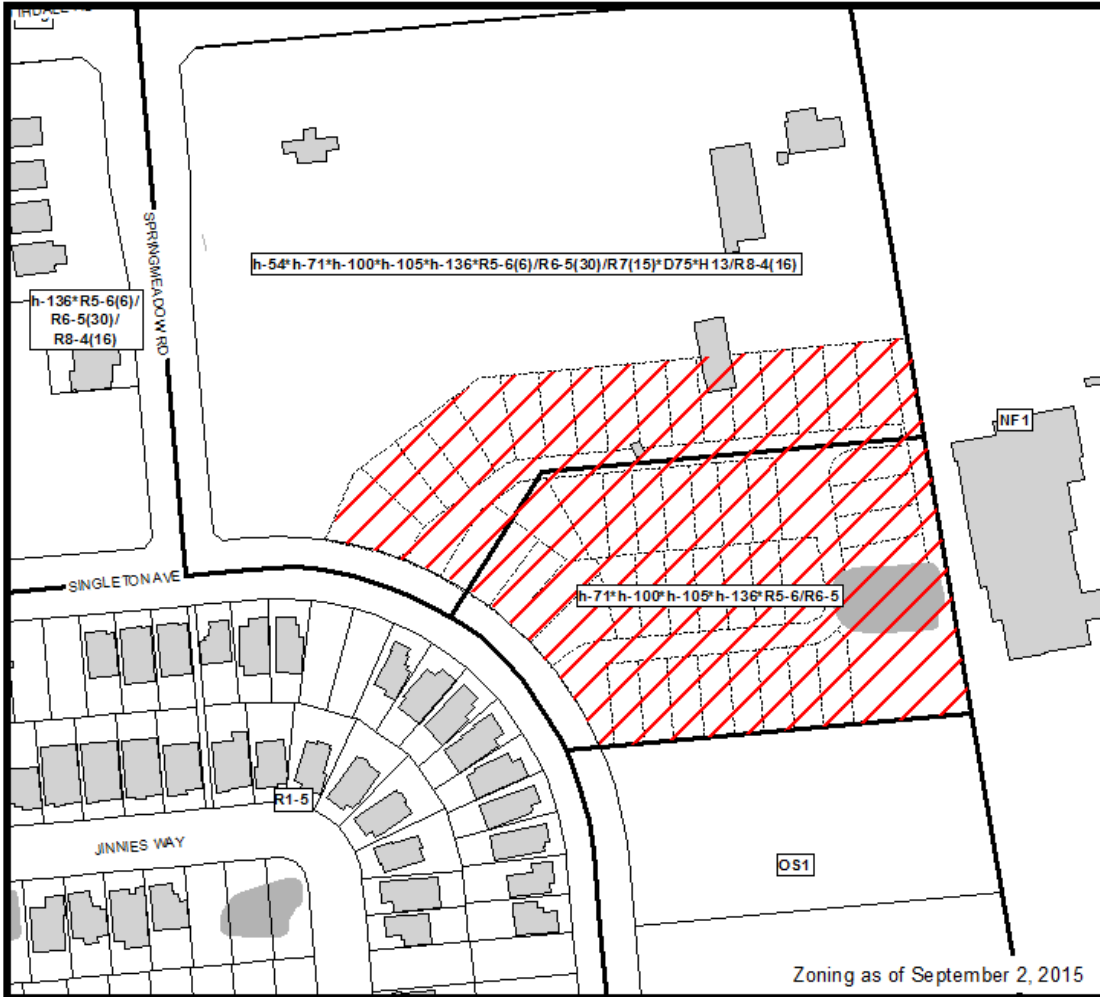 SPRINGMEADOW RD
h-54*h-71*h-100*h-105*h-136*R5-6(6)/R6-5(30)/R7(15)*D75*H13/R8-4(16)
h-136*R5-6(6)/
R6-5(30)/
R8-4(16)
NF1
SINGLETON AVE
h-71*h-100*h-105*h-136*R5-6/R6-5
R1-5
JINNIES WAY
OS1
Zoning as of September 2, 2015